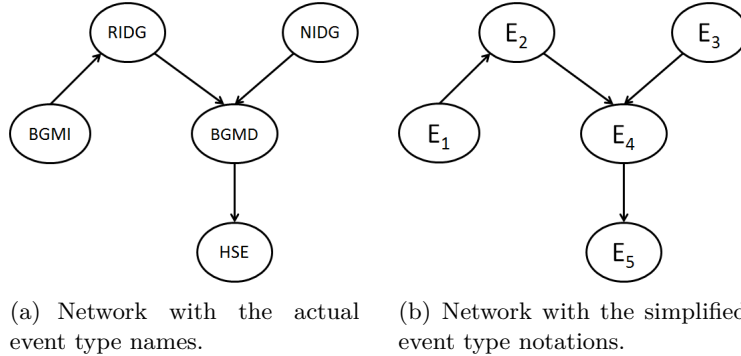 RIDG
NIDG
BGMI
BGMD
HSE
E2
E3
E1
E4
E5
(a) Network with the actual
event type names.
(b) Network with the simplified
event type notations.